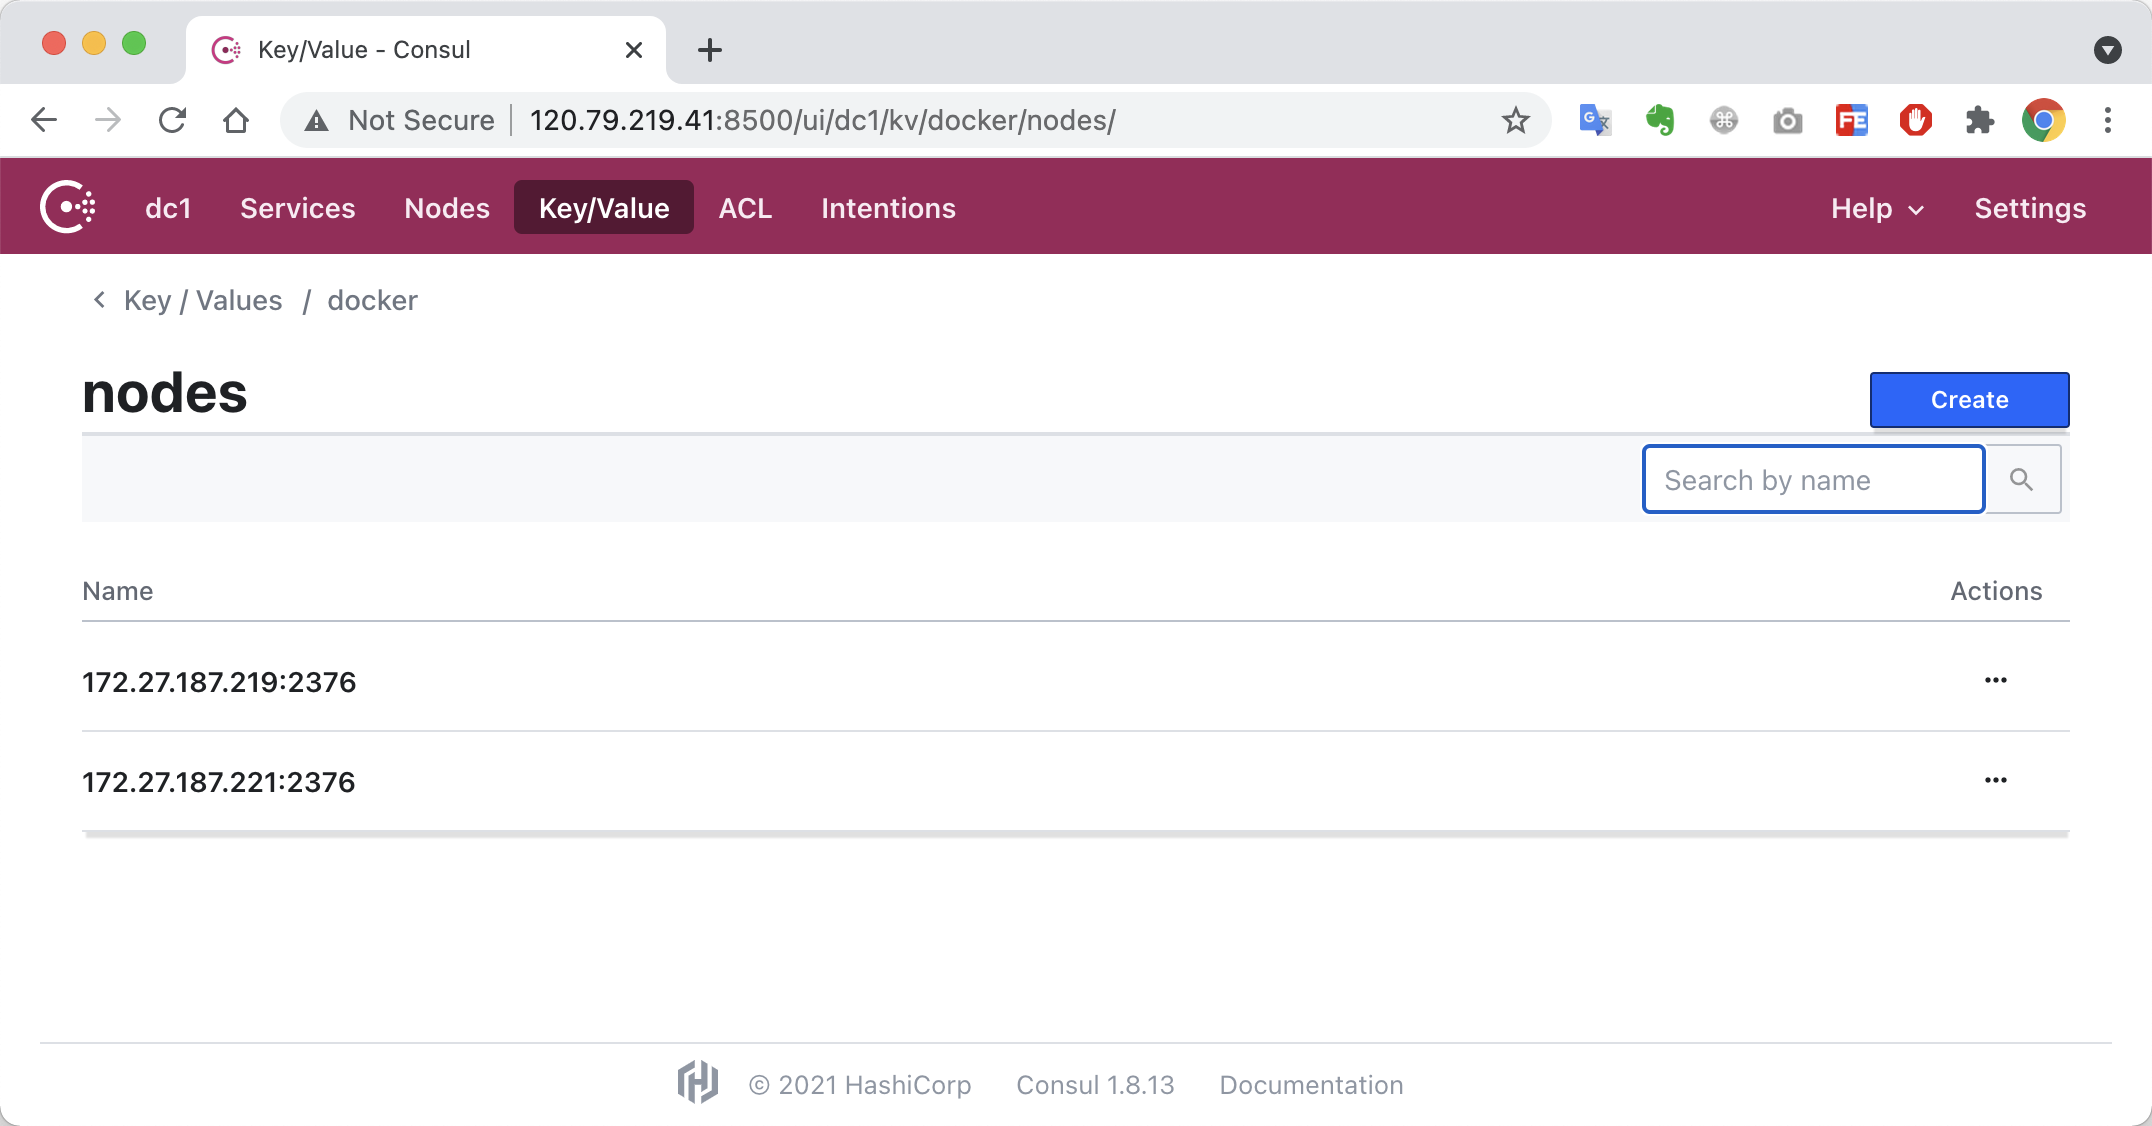 Key/Value - Consul
Not Secure 120.79.219.41:8500/ui/dc1/kv/docker/nodes/
dc1 Services Nodes Key/Value ACL Intentions Help Settings
Key / Values / docker
nodes
Create
Search by name
Name Actions
172.27.187.219:2376
172.27.187.221:2376
© 2021 HashiCorp Consul 1.8.13 Documentation